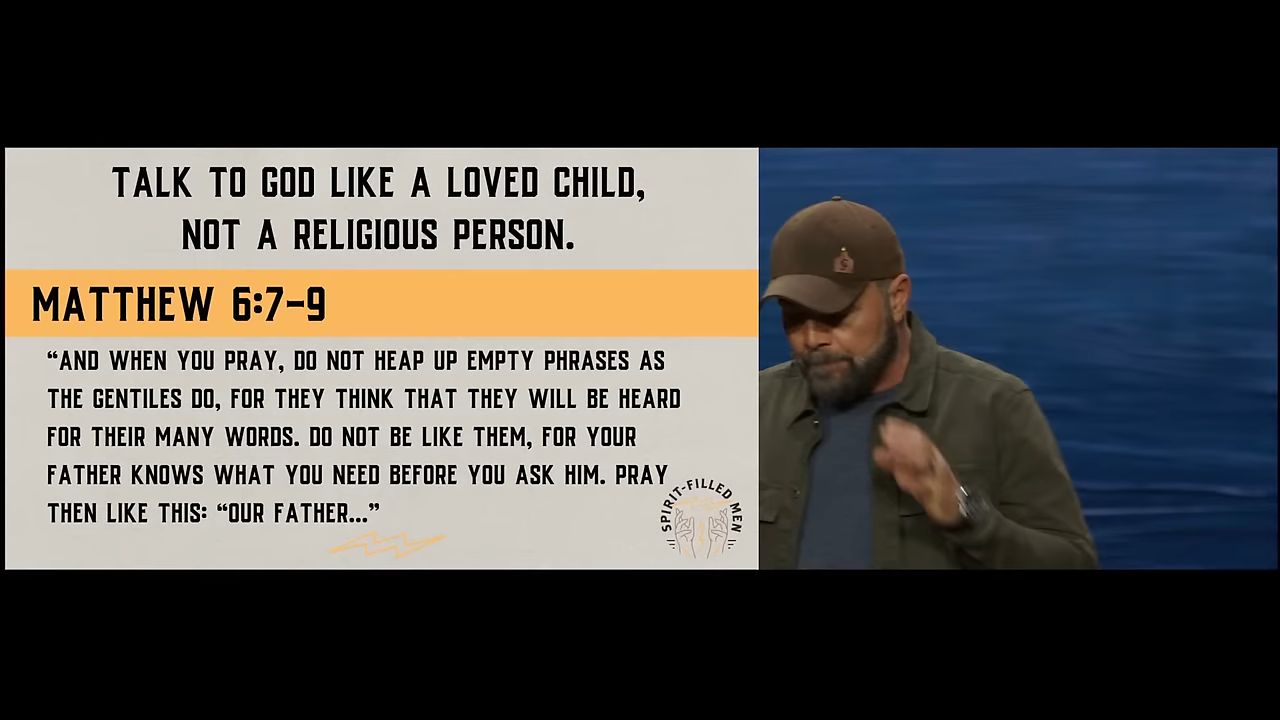 TALK TO GOD LIKE A LOVED CHILD,
NOT A RELIGIOUS PERSON.
MATTHEW 6:7-9
“AND WHEN YOU PRAY, DO NOT HEAP UP EMPTY PHRASES AS
THE GENTILES DO, FOR THEY THINK THAT THEY WILL BE HEARD
FOR THEIR MANY WORDS. DO NOT BE LIKE THEM, FOR YOUR
FATHER KNOWS WHAT YOU NEED BEFORE YOU ASK HIM. PRAY
THEN LIKE THIS: “OUR FATHER...”
SPIRIT-FILLED MEN